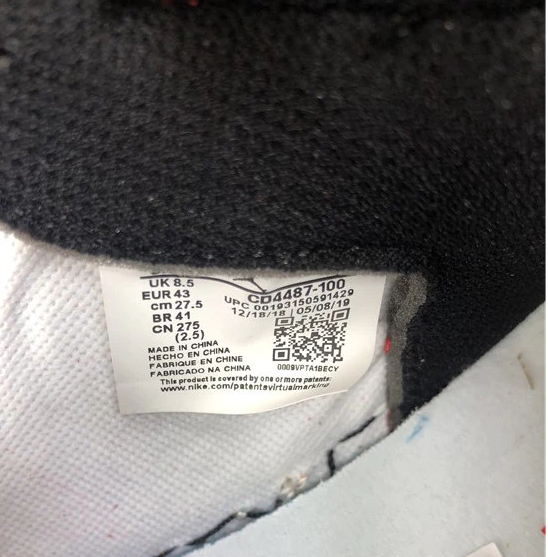 UK 8.5
EUR 43
cm 27.5
BR 41
CN 275
(2.5)
CD4487-100
UPC 00193150591429
12/18/18 | 05/08/19
MADE IN CHINA
HECHO EN CHINA
FABRIQUE EN CHINE
FABRICADO NA CHINA
0009VPTA1BECY
This product is covered by one or more patents:
www.nike.com/patentsvirtualmarking